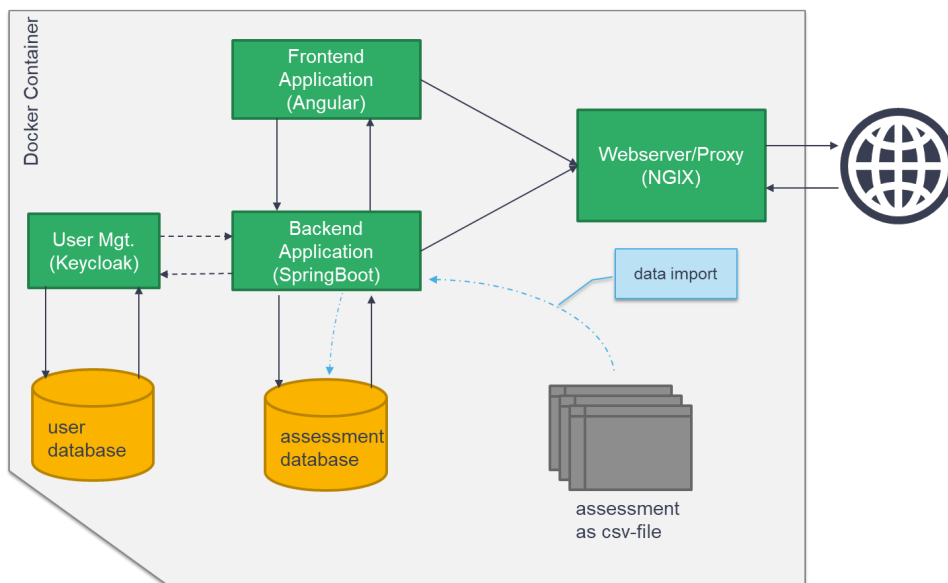 Docker Container
Frontend
Application
(Angular)
Webserver/Proxy
(NGIX)
User Mgt.
(Keycloak)
Backend
Application
(SpringBoot)
data import
user
database
assessment
database
assessment
as csv-file